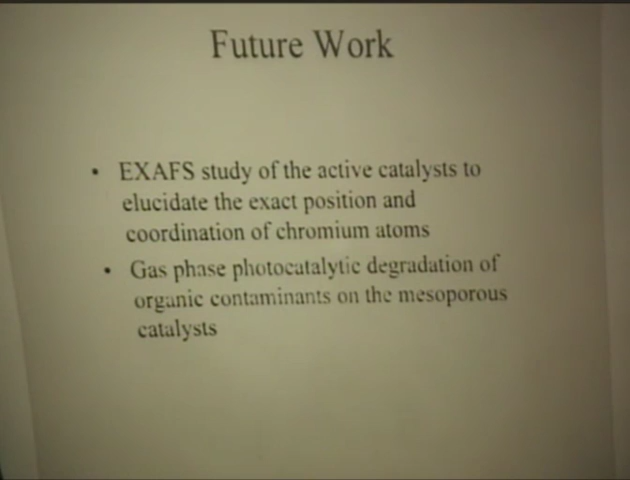 Future Work
• EXAFS study of the active catalysts to
elucidate the exact position and
coordination of chromium atoms
• Gas phase photocatalytic degradation of
organic contaminants on the mesoporous
catalysts